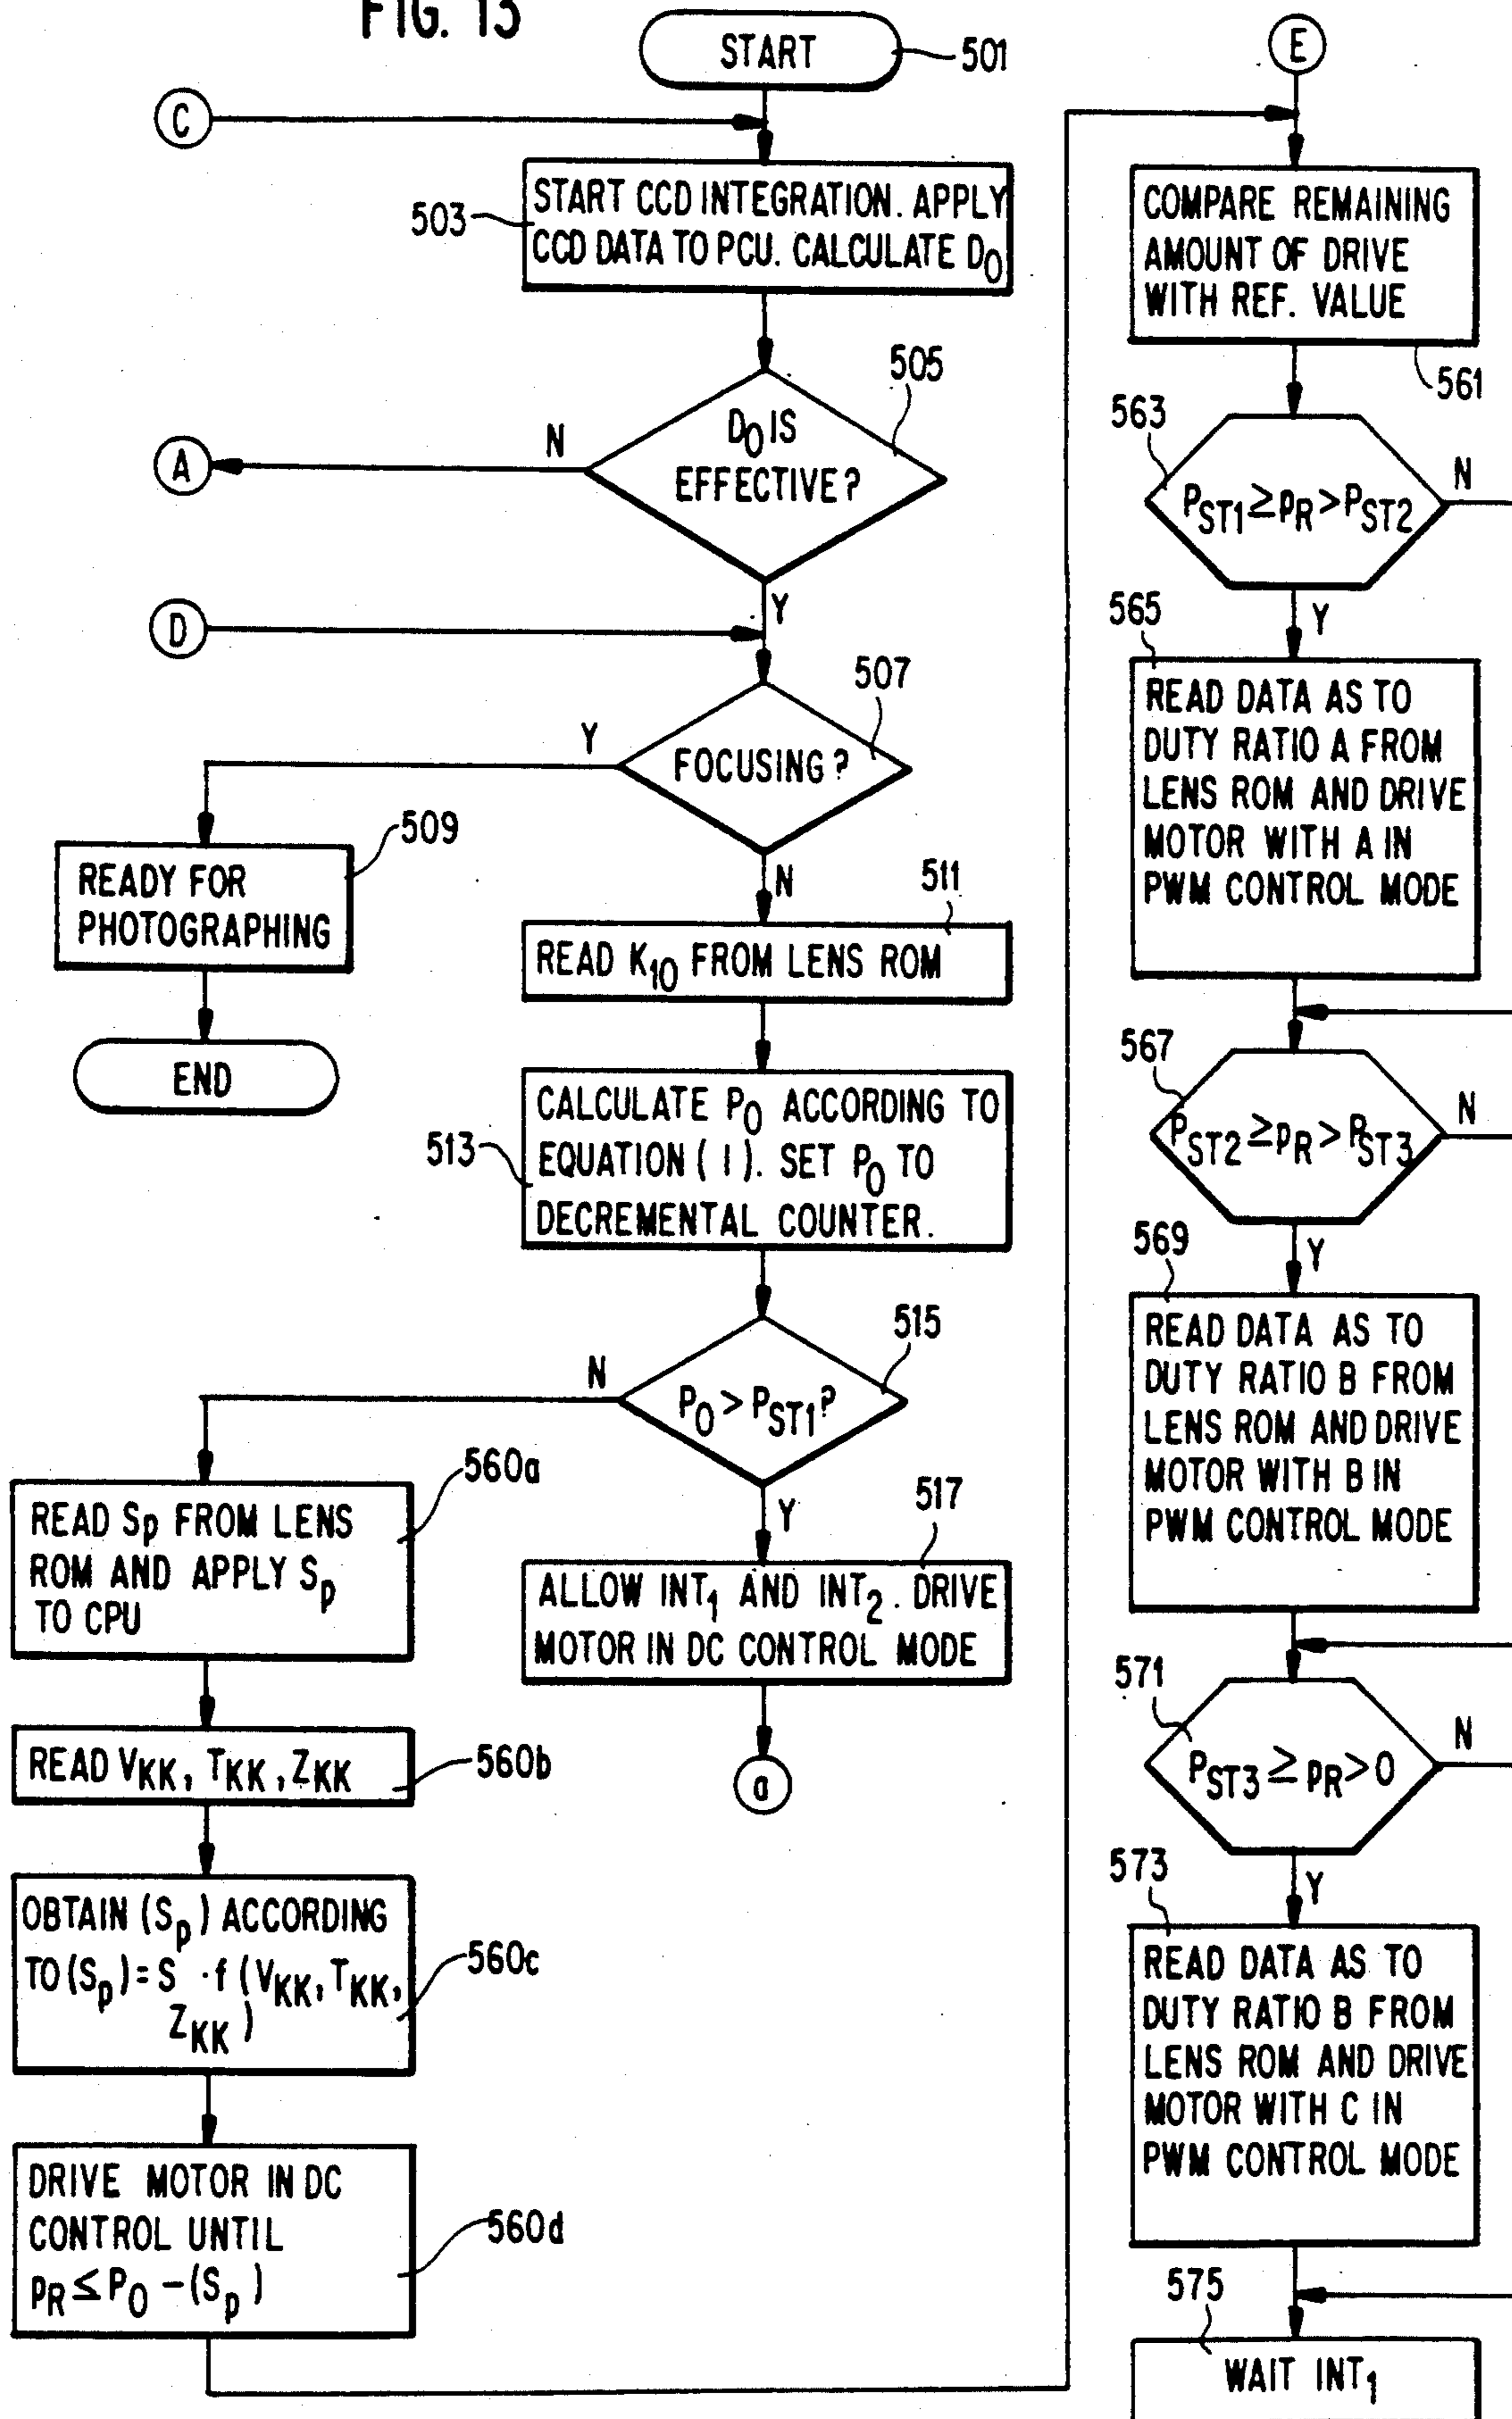 FIG. 13
START
501
C
503
START CCD INTEGRATION. APPLY
CCD DATA TO PCU. CALCULATE D0
505
D0 IS
EFFECTIVE?
N
A
Y
D
507
FOCUSING?
Y
509
READY FOR
PHOTOGRAPHING
END
N
511
READ K10 FROM LENS ROM
513
CALCULATE P0 ACCORDING TO
EQUATION (1). SET P0 TO
DECREMENTAL COUNTER.
515
P0 > PST1?
N
Y
517
ALLOW INT1 AND INT2. DRIVE
MOTOR IN DC CONTROL MODE
a
560a
READ Sp FROM LENS
ROM AND APPLY Sp
TO CPU
READ VKK, TKK, ZKK
560b
OBTAIN (Sp) ACCORDING
TO (Sp) = S · f (VKK, TKK,
ZKK)
560c
DRIVE MOTOR IN DC
CONTROL UNTIL
pR ≤ P0 - (Sp)
560d
E
COMPARE REMAINING
AMOUNT OF DRIVE
WITH REF. VALUE
561
563
PST1 ≥ pR > PST2
N
Y
565
READ DATA AS TO
DUTY RATIO A FROM
LENS ROM AND DRIVE
MOTOR WITH A IN
PWM CONTROL MODE
567
PST2 ≥ pR > PST3
N
Y
569
READ DATA AS TO
DUTY RATIO B FROM
LENS ROM AND DRIVE
MOTOR WITH B IN
PWM CONTROL MODE
571
PST3 ≥ pR > 0
N
Y
573
READ DATA AS TO
DUTY RATIO B FROM
LENS ROM AND DRIVE
MOTOR WITH C IN
PWM CONTROL MODE
575
WAIT INT1